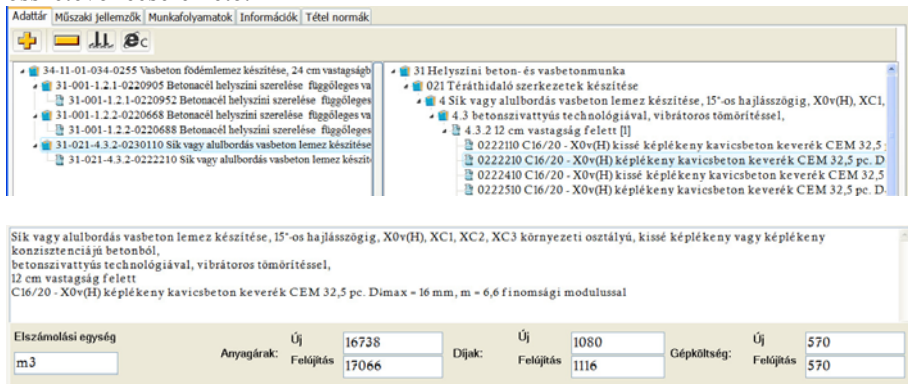 Adattár Műszaki jellemzők Munkafolyamatok Információk Tétel normák
34-11-01-034-0255 Vasbeton födémlemez készítése, 24 cm vastagságb
31-001-1.2.1-0220905 Betonacél helyszíni szerelése függőleges va
31-001-1.2.1-0220952 Betonacél helyszíni szerelése függőleges
31-001-1.2.2-0220668 Betonacél helyszíni szerelése függőleges va
31-001-1.2.2-0220688 Betonacél helyszíni szerelése függőleges
31-021-4.3.2-0230110 Sík vagy alulbordás vasbeton lemez készítése
31-021-4.3.2-0222210 Sík vagy alulbordás vasbeton lemez készíté
31 Helyszíni beton- és vasbetonmunka
021 Téráthidaló szerkezetek készítése
4 Sík vagy alulbordás vasbeton lemez készítése, 15°-os hajlásszögig, X0v(H), XC1,
4.3 betonszivattyús technológiával, vibrátoros tömörítéssel,
4.3.2 12 cm vastagság felett [1]
0222110 C16/20 - X0v(H) kissé képlékeny kavicsbeton keverék CEM 32,5
0222210 C16/20 - X0v(H) képlékeny kavicsbeton keverék CEM 32,5 pc. D
0222410 C16/20 - X0v(H) kissé képlékeny kavicsbeton keverék CEM 32,5
0222510 C16/20 - X0v(H) képlékeny kavicsbeton keverék CEM 32,5 pc. D
Sík vagy alulbordás vasbeton lemez készítése, 15°-os hajlásszögig, X0v(H), XC1, XC2, XC3 környezeti osztályú, kissé képlékeny vagy képlékeny
konzisztenciájú betonból,
betonszivattyús technológiával, vibrátoros tömörítéssel,
12 cm vastagság felett
C16/20 - X0v(H) képlékeny kavicsbeton keverék CEM 32,5 pc. Dmax = 16 mm, m = 6,6 finomsági modulussal
Elszámolási egység
m3
Anyagárak: Új 16738 Felújítás 17066
Díjak: Új 1080 Felújítás 1116
Gépköltség: Új 570 Felújítás 570